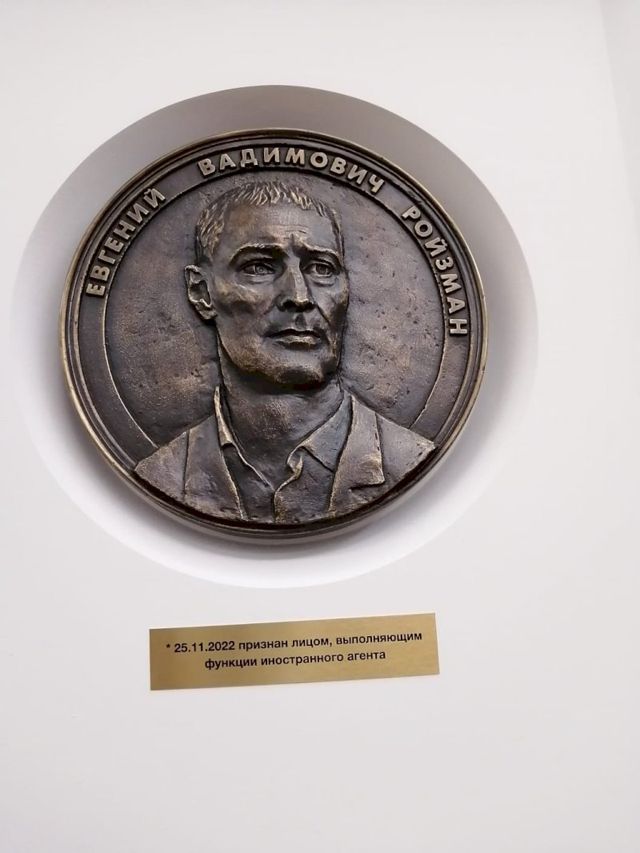 ЕВГЕНИЙ ВАДИМОВИЧ РОЙЗМАН
* 25.11.2022 признан лицом, выполняющим
функции иностранного агента